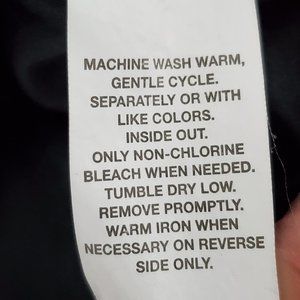 MACHINE WASH WARM,
GENTLE CYCLE.
SEPARATELY OR WITH
LIKE COLORS.
INSIDE OUT.
ONLY NON-CHLORINE
BLEACH WHEN NEEDED.
TUMBLE DRY LOW.
REMOVE PROMPTLY.
WARM IRON WHEN
NECESSARY ON REVERSE
SIDE ONLY.